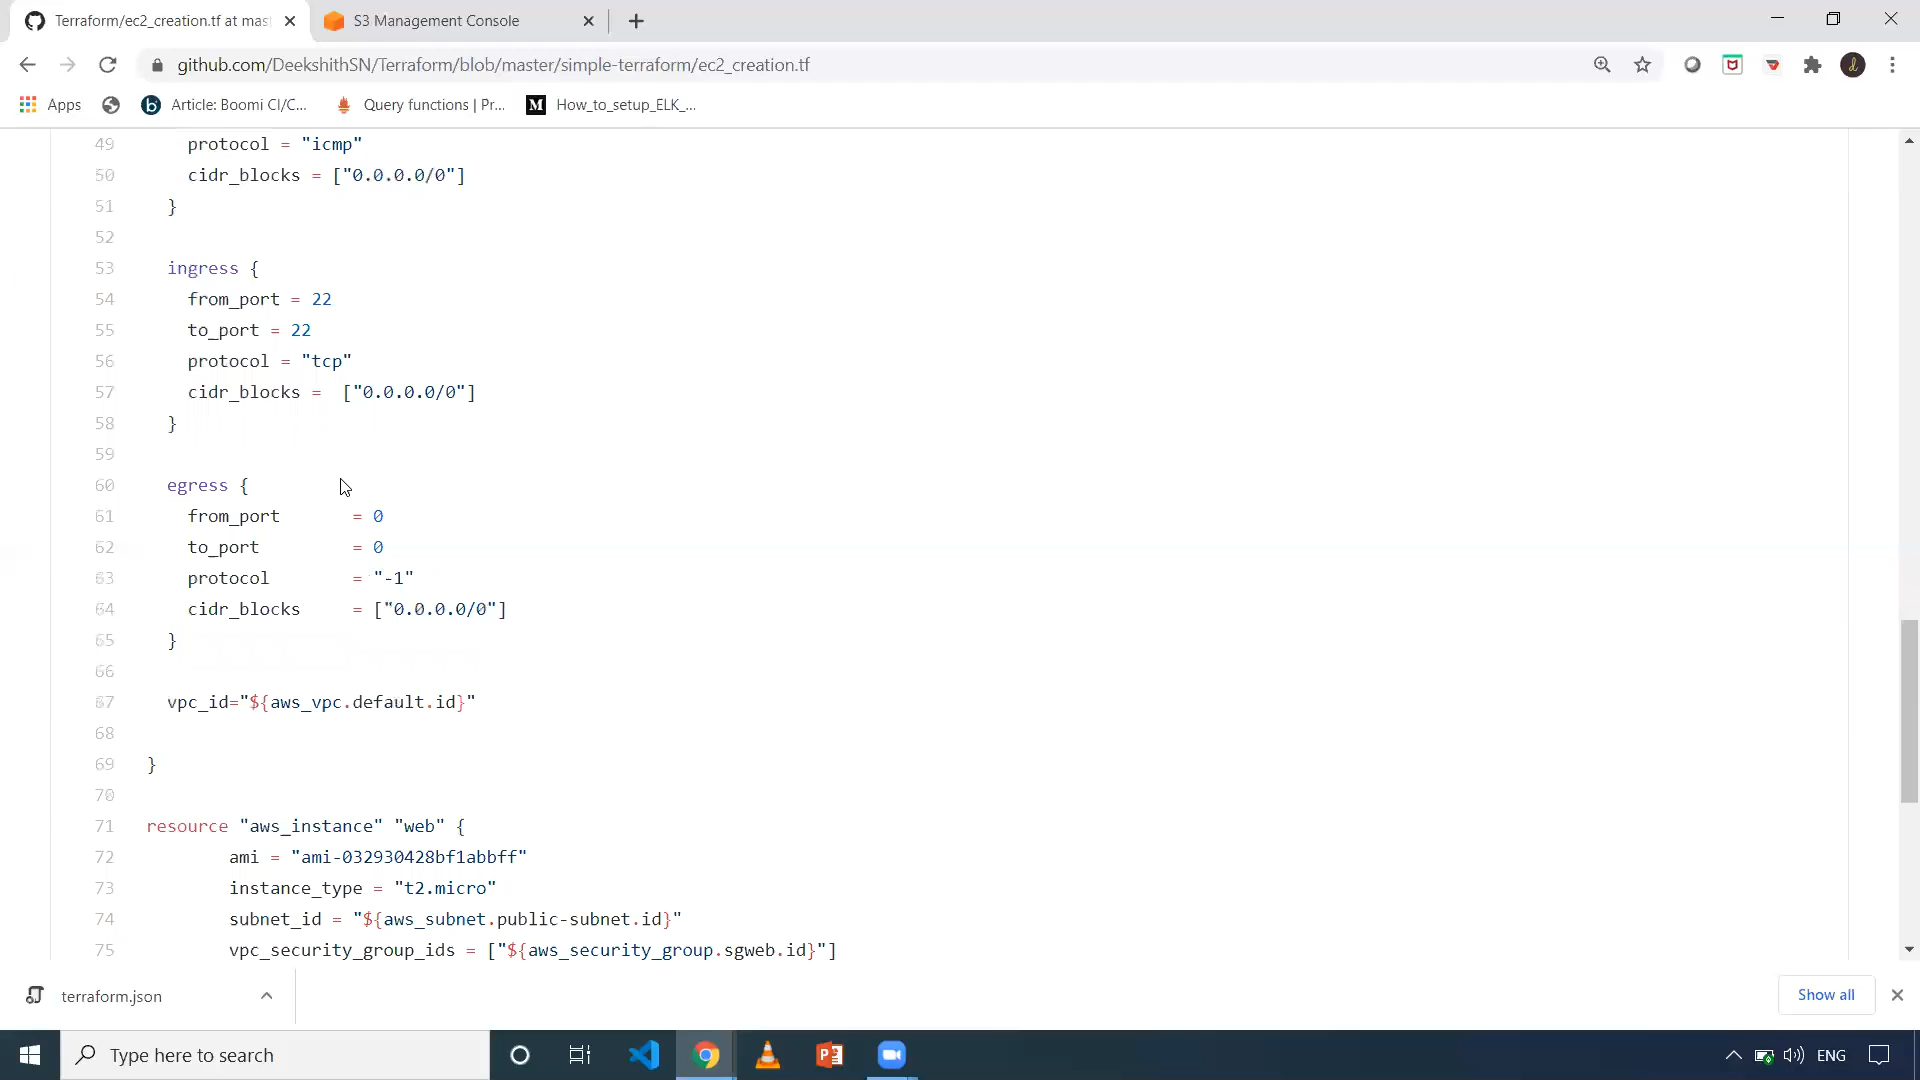 Terraform/ec2_creation.tf at mast
S3 Management Console
github.com/DeekshithSN/Terraform/blob/master/simple-terraform/ec2_creation.tf
Apps
Article: Boomi CI/C...
Query functions | Pr...
How_to_setup_ELK_...
49 protocol = "icmp"
50 cidr_blocks = ["0.0.0.0/0"]
51 }
52
53 ingress {
54 from_port = 22
55 to_port = 22
56 protocol = "tcp"
57 cidr_blocks =  ["0.0.0.0/0"]
58 }
59
60 egress {
61 from_port       = 0
62 to_port         = 0
63 protocol        = "-1"
64 cidr_blocks     = ["0.0.0.0/0"]
65 }
66
67 vpc_id="${aws_vpc.default.id}"
68
69 }
70
71 resource "aws_instance" "web" {
72 ami = "ami-032930428bf1abbff"
73 instance_type = "t2.micro"
74 subnet_id = "${aws_subnet.public-subnet.id}"
75 vpc_security_group_ids = ["${aws_security_group.sgweb.id}"]
terraform.json
Show all
Type here to search
ENG